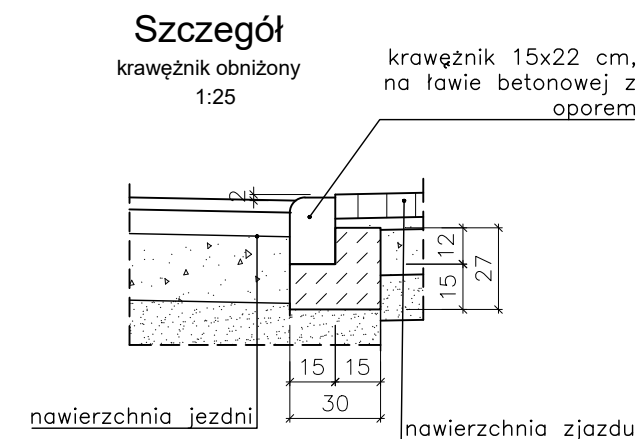 Szczegół
krawężnik obniżony
1:25
krawężnik 15x22 cm,
na ławie betonowej z
oporem
2
12
27
15
15 15
30
nawierzchnia jezdni
nawierzchnia zjazdu